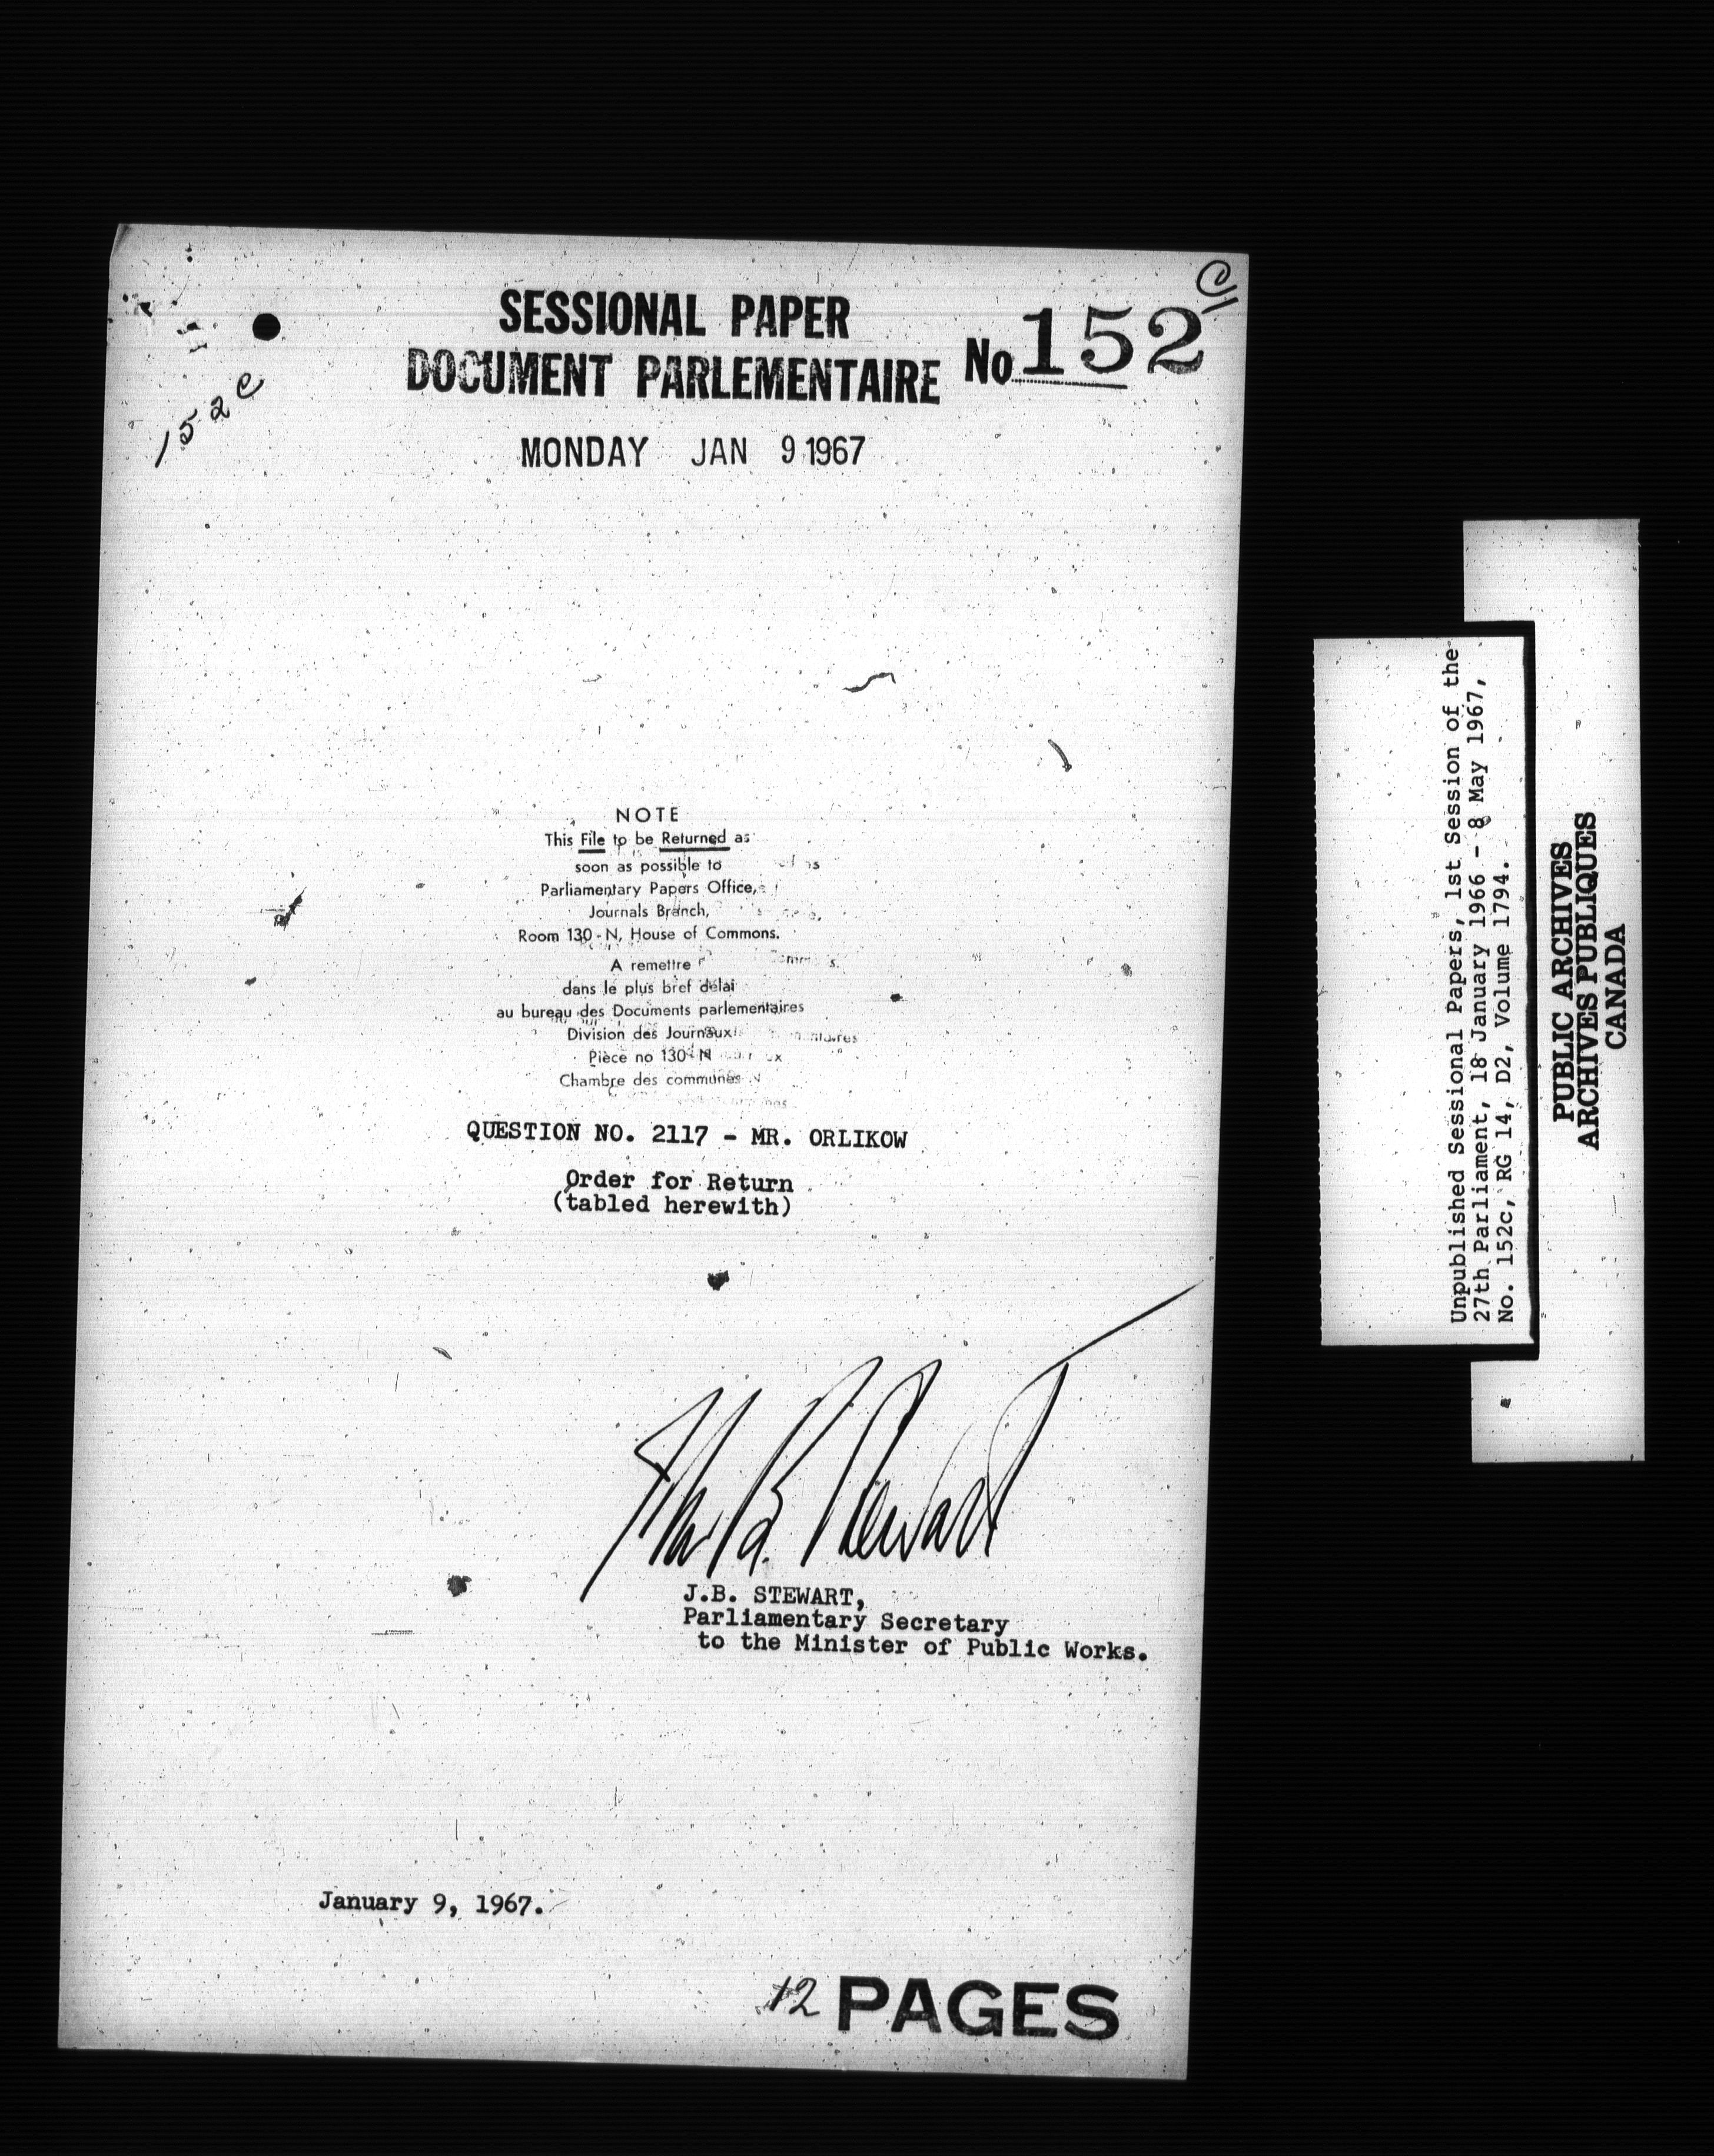 SESSIONAL PAPER
DOCUMENT PARLEMENTAIRE No 152 C
152 C
MONDAY JAN 9 1967
NOTE
This File to be Returned as
soon as possible to
Parliamentary Papers Office,
Journals Branch,
Room 130-N, House of Commons.
A remettre
dans le plus bref délai
au bureau des Documents parlementaires
Division des Journaux
Pièce no 130-N
Chambre des communes
QUESTION NO. 2117 - MR. ORLIKOW
Order for Return
(tabled herewith)
John B. Stewart
J.B. STEWART,
Parliamentary Secretary
to the Minister of Public Works.
January 9, 1967.
12 PAGES
Unpublished Sessional Papers, 1st Session of the
27th Parliament, 18 January 1966 - 8 May 1967,
No. 152c, RG 14, D2, Volume 1794.
PUBLIC ARCHIVES
ARCHIVES PUBLIQUES
CANADA